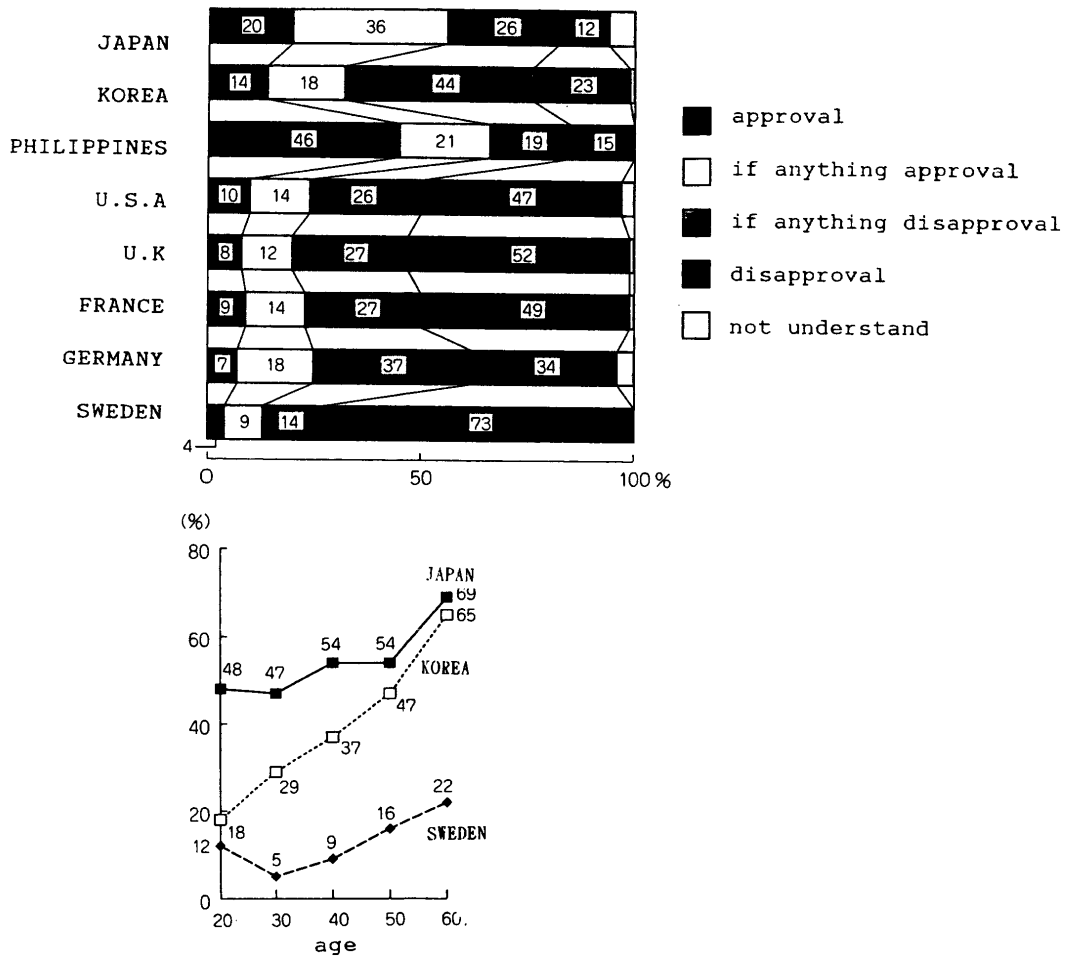 JAPAN 20 36 26 12
KOREA 14 18 44 23
PHILIPPINES 46 21 19 15
U.S.A 10 14 26 47
U.K 8 12 27 52
FRANCE 9 14 27 49
GERMANY 7 18 37 34
SWEDEN 9 14 73
4
0 50 100 %
approval
if anything approval
if anything disapproval
disapproval
not understand
(%)
80
60
40
20
12
0
JAPAN
48 47 54 54 69
KOREA
18 29 37 47 65
SWEDEN
5 9 16 22
20 30 40 50 60.
age